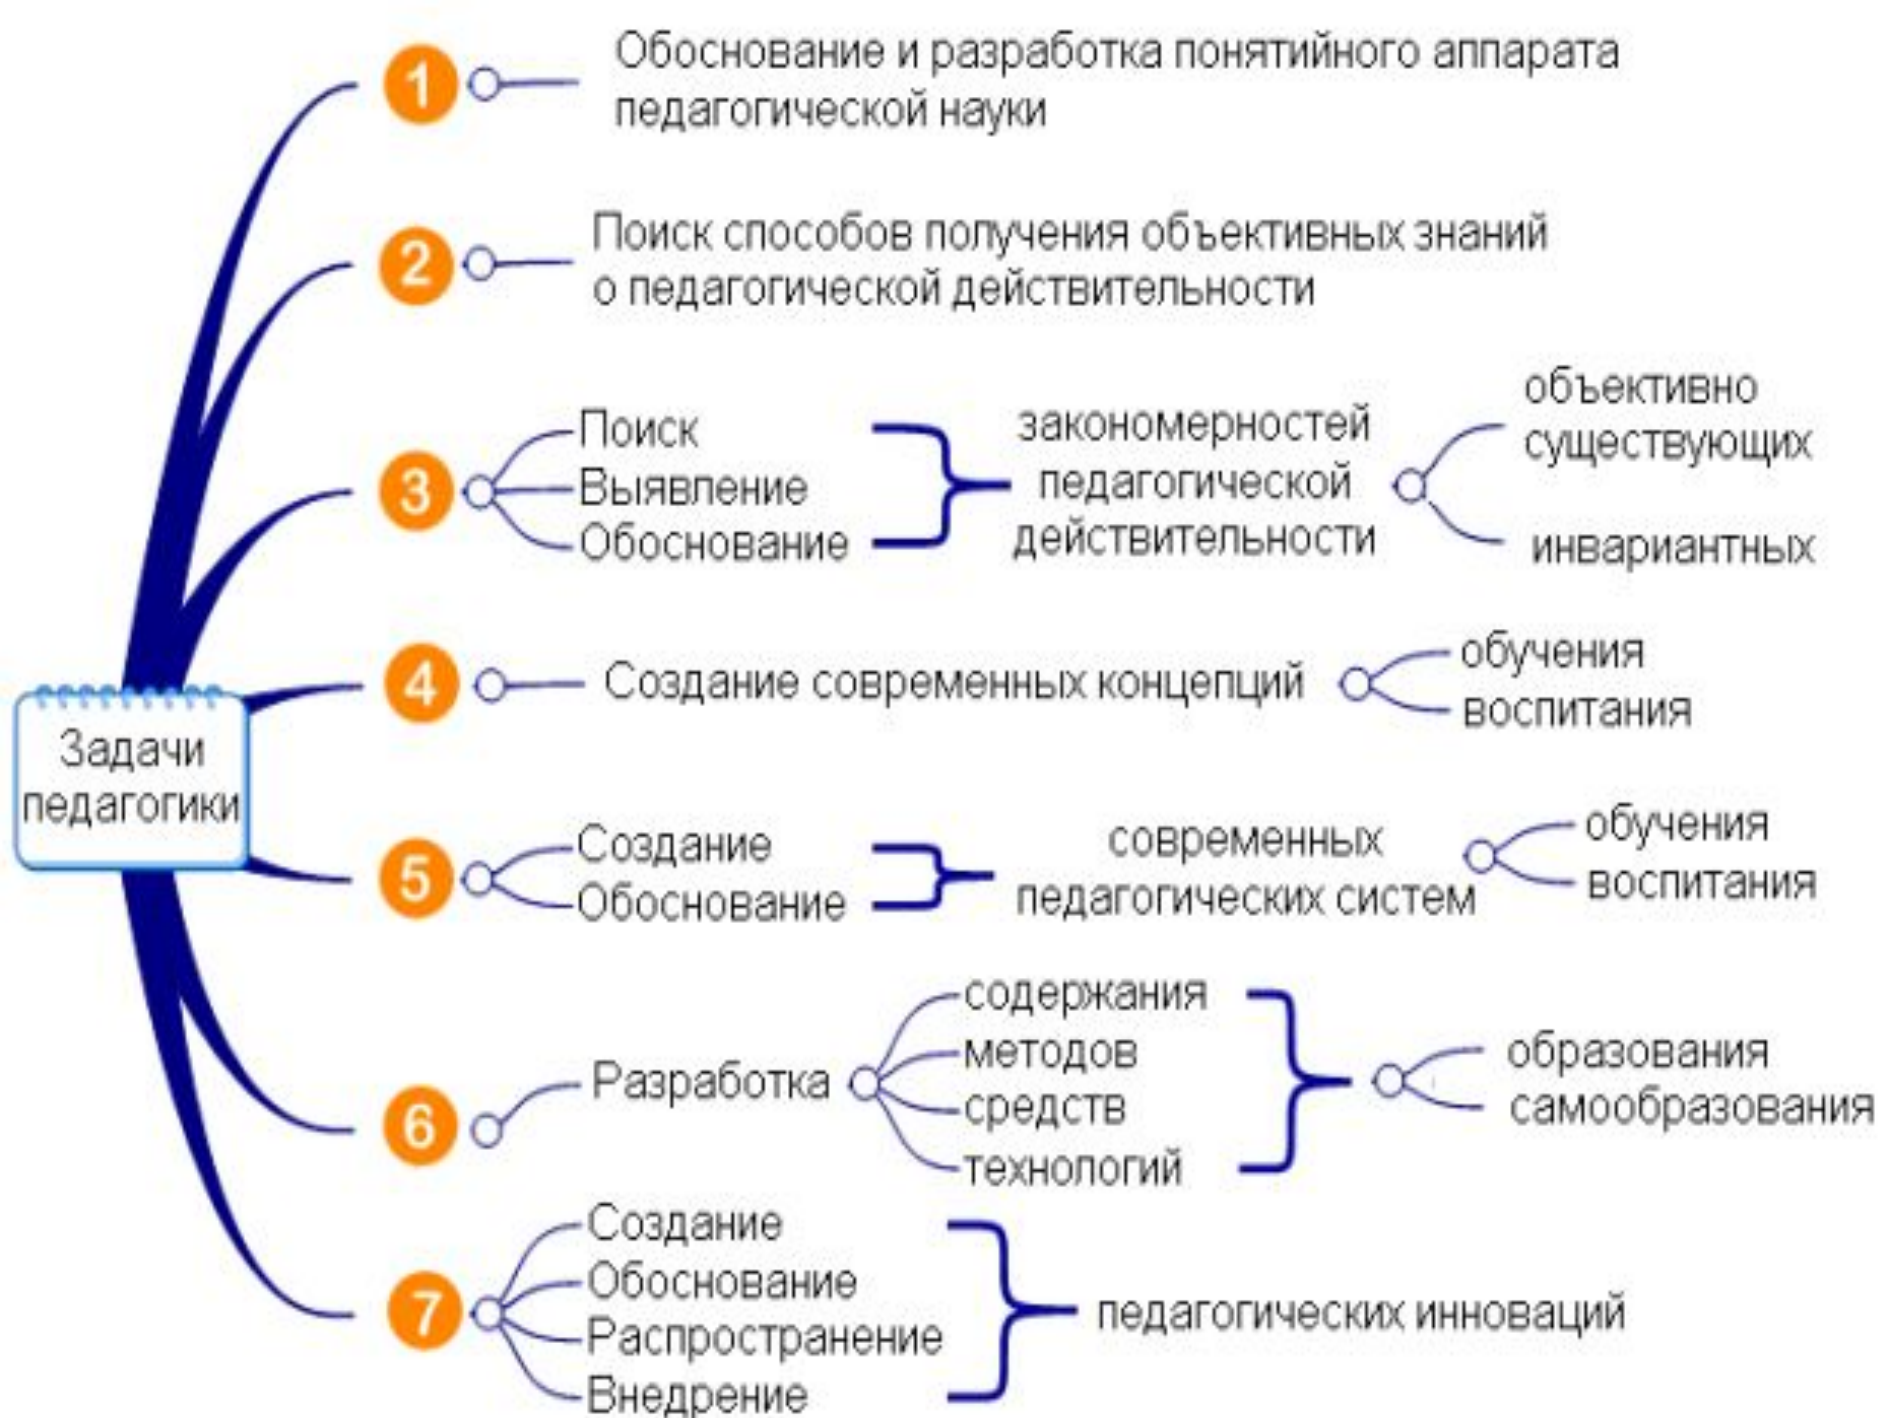 1
Обоснование и разработка понятийного аппарата
педагогической науки
2
Поиск способов получения объективных знаний
о педагогической действительности
3
Поиск
Выявление
Обоснование
закономерностей
педагогической
действительности
объективно
существующих
инвариантных
4
Создание современных концепций
обучения
воспитания
Задачи
педагогики
5
Создание
Обоснование
современных
педагогических систем
обучения
воспитания
6
Разработка
содержания
методов
средств
технологий
образования
самообразования
7
Создание
Обоснование
Распространение
Внедрение
педагогических инноваций